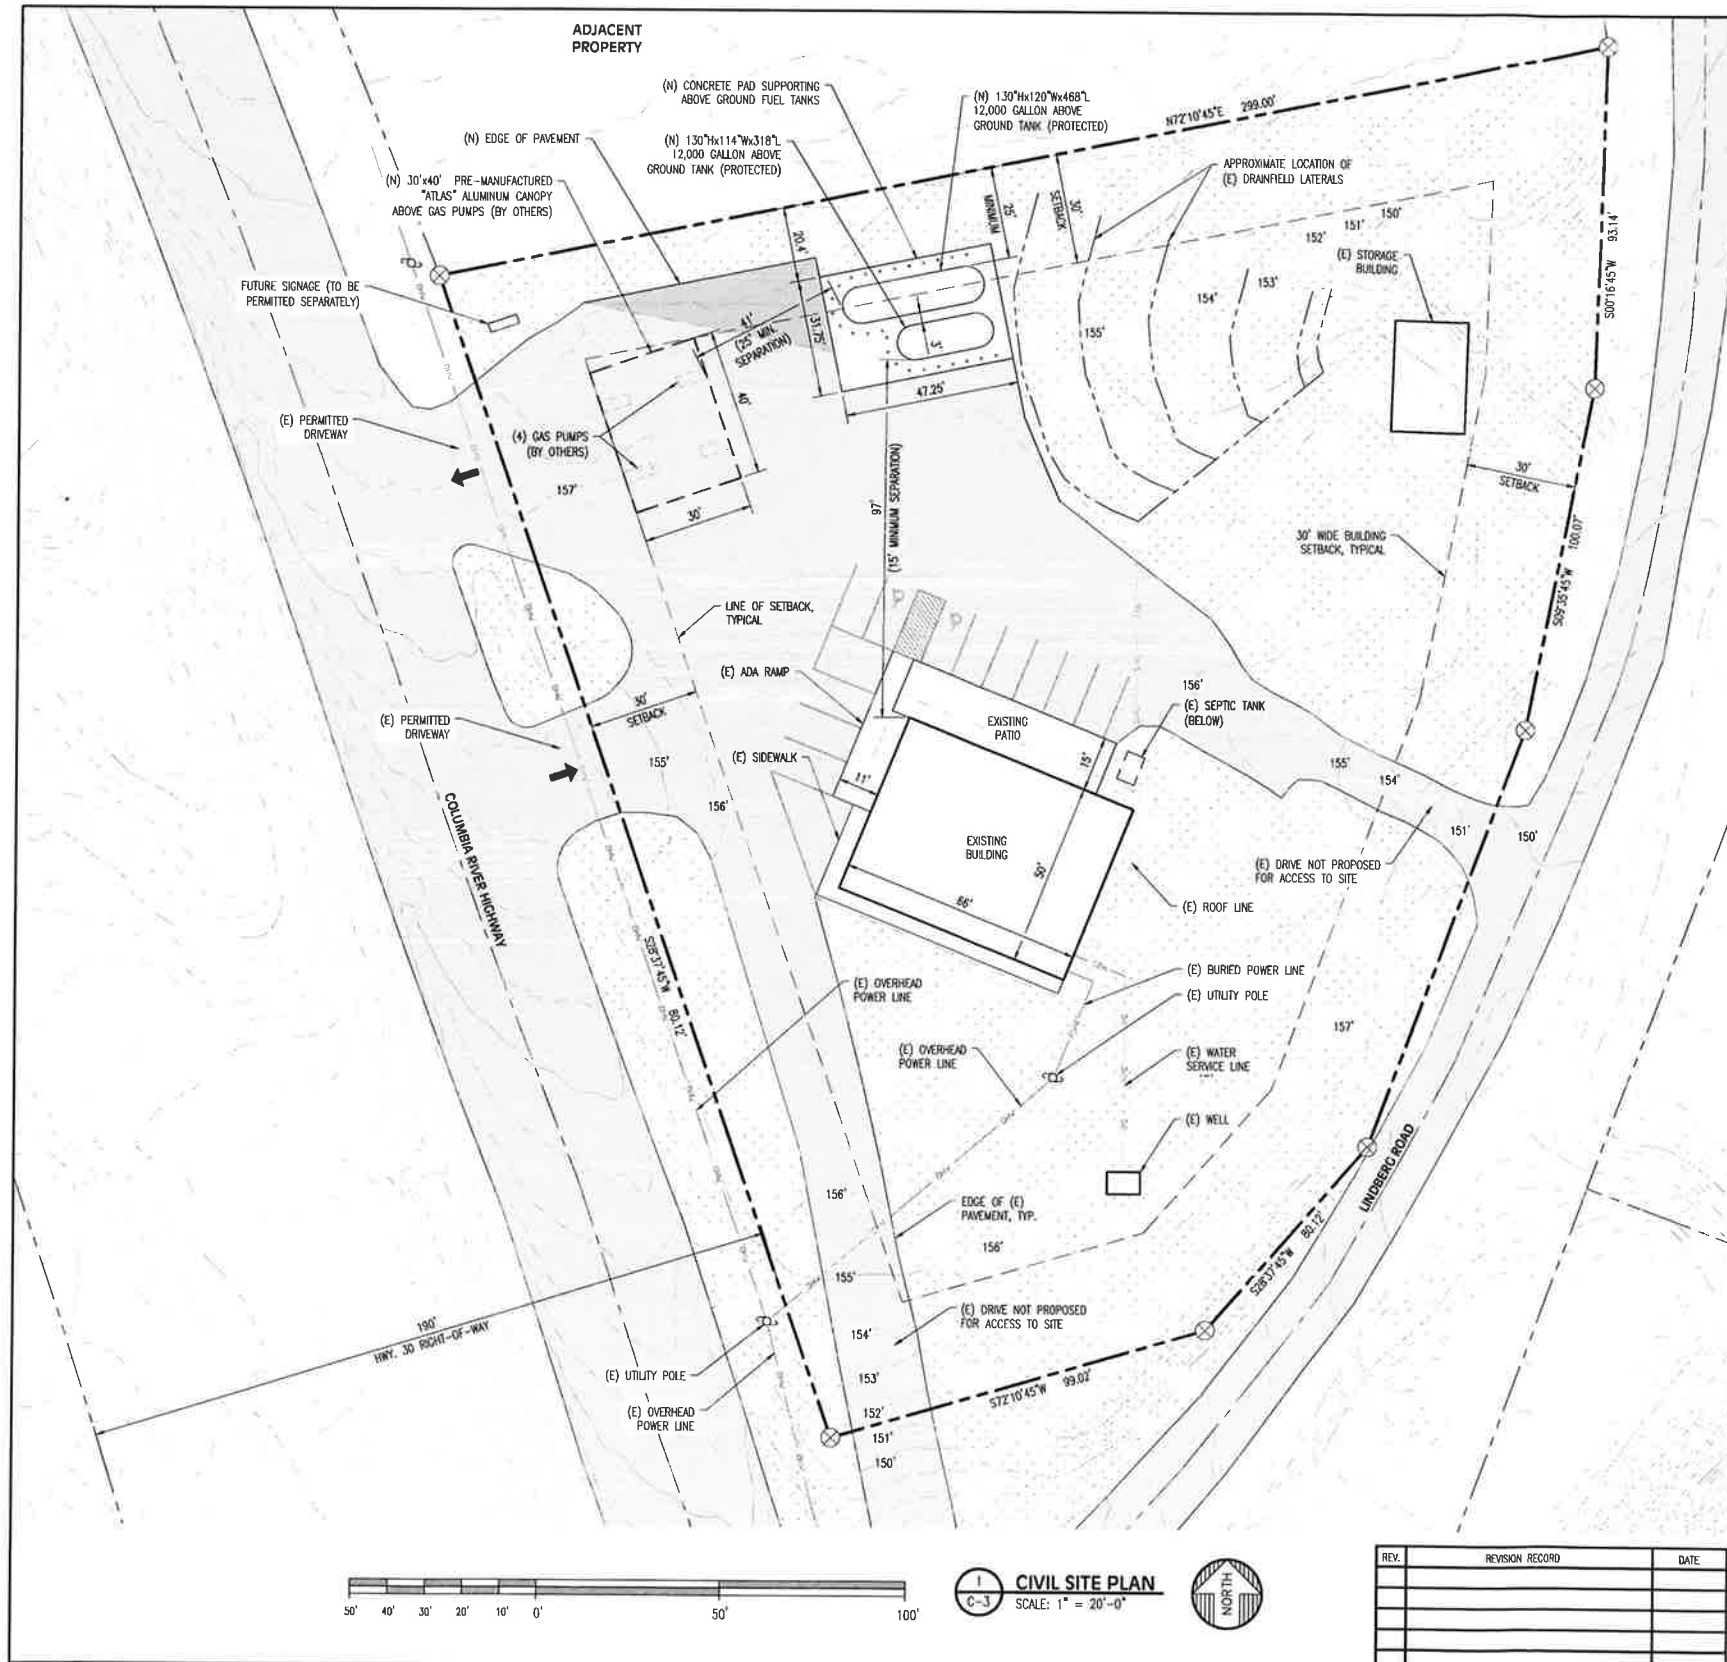 ADJACENT
PROPERTY
(N) CONCRETE PAD SUPPORTING
ABOVE GROUND FUEL TANKS
(N) 130"Hx120"Wx468"L
12,000 GALLON ABOVE
GROUND TANK (PROTECTED)
N72°10'45"E 299.00'
(N) EDGE OF PAVEMENT
(N) 130"Hx114"Wx318"L
12,000 GALLON ABOVE
GROUND TANK (PROTECTED)
APPROXIMATE LOCATION OF
(E) DRAINFIELD LATERALS
(N) 30'x40' PRE-MANUFACTURED
"ATLAS" ALUMINUM CANOPY
ABOVE GAS PUMPS (BY OTHERS)
25'
MINIMUM
30'
SETBACK
20.4'
150'
151'
152'
S00°16'45"W 93.14'
(E) STORAGE
BUILDING
FUTURE SIGNAGE (TO BE
PERMITTED SEPARATELY)
153'
154'
155'
41'
(25' MIN.
SEPARATION)
31.75'
3'
47.25'
40'
(E) PERMITTED
DRIVEWAY
(4) GAS PUMPS
(BY OTHERS)
157'
30'
97'
(15' MINIMUM SEPARATION)
30'
SETBACK
30' WIDE BUILDING
SETBACK, TYPICAL
S09°35'45"W 100.07'
LINE OF SETBACK,
TYPICAL
(E) ADA RAMP
156'
(E) SEPTIC TANK
(BELOW)
30'
SETBACK
(E) PERMITTED
DRIVEWAY
EXISTING
PATIO
(E) SIDEWALK
15'
11'
155'
156'
155'
154'
151'
150'
COLUMBIA RIVER HIGHWAY
EXISTING
BUILDING
50'
66'
(E) DRIVE NOT PROPOSED
FOR ACCESS TO SITE
(E) ROOF LINE
S28°37'45"W 80.12'
(E) OVERHEAD
POWER LINE
(E) BURIED POWER LINE
(E) UTILITY POLE
157'
(E) OVERHEAD
POWER LINE
(E) WATER
SERVICE LINE
(E) WELL
LINDBERG ROAD
156'
EDGE OF (E)
PAVEMENT, TYP.
156'
S28°37'45"W 80.12'
155'
190'
HWY. 30 RIGHT-OF-WAY
(E) DRIVE NOT PROPOSED
FOR ACCESS TO SITE
154'
(E) UTILITY POLE
153'
S72°10'45"W 99.02'
(E) OVERHEAD
POWER LINE
152'
151'
150'
50' 40' 30' 20' 10' 0' 50' 100'
1
C-3
CIVIL SITE PLAN
SCALE: 1" = 20'-0"
NORTH
REV. REVISION RECORD DATE